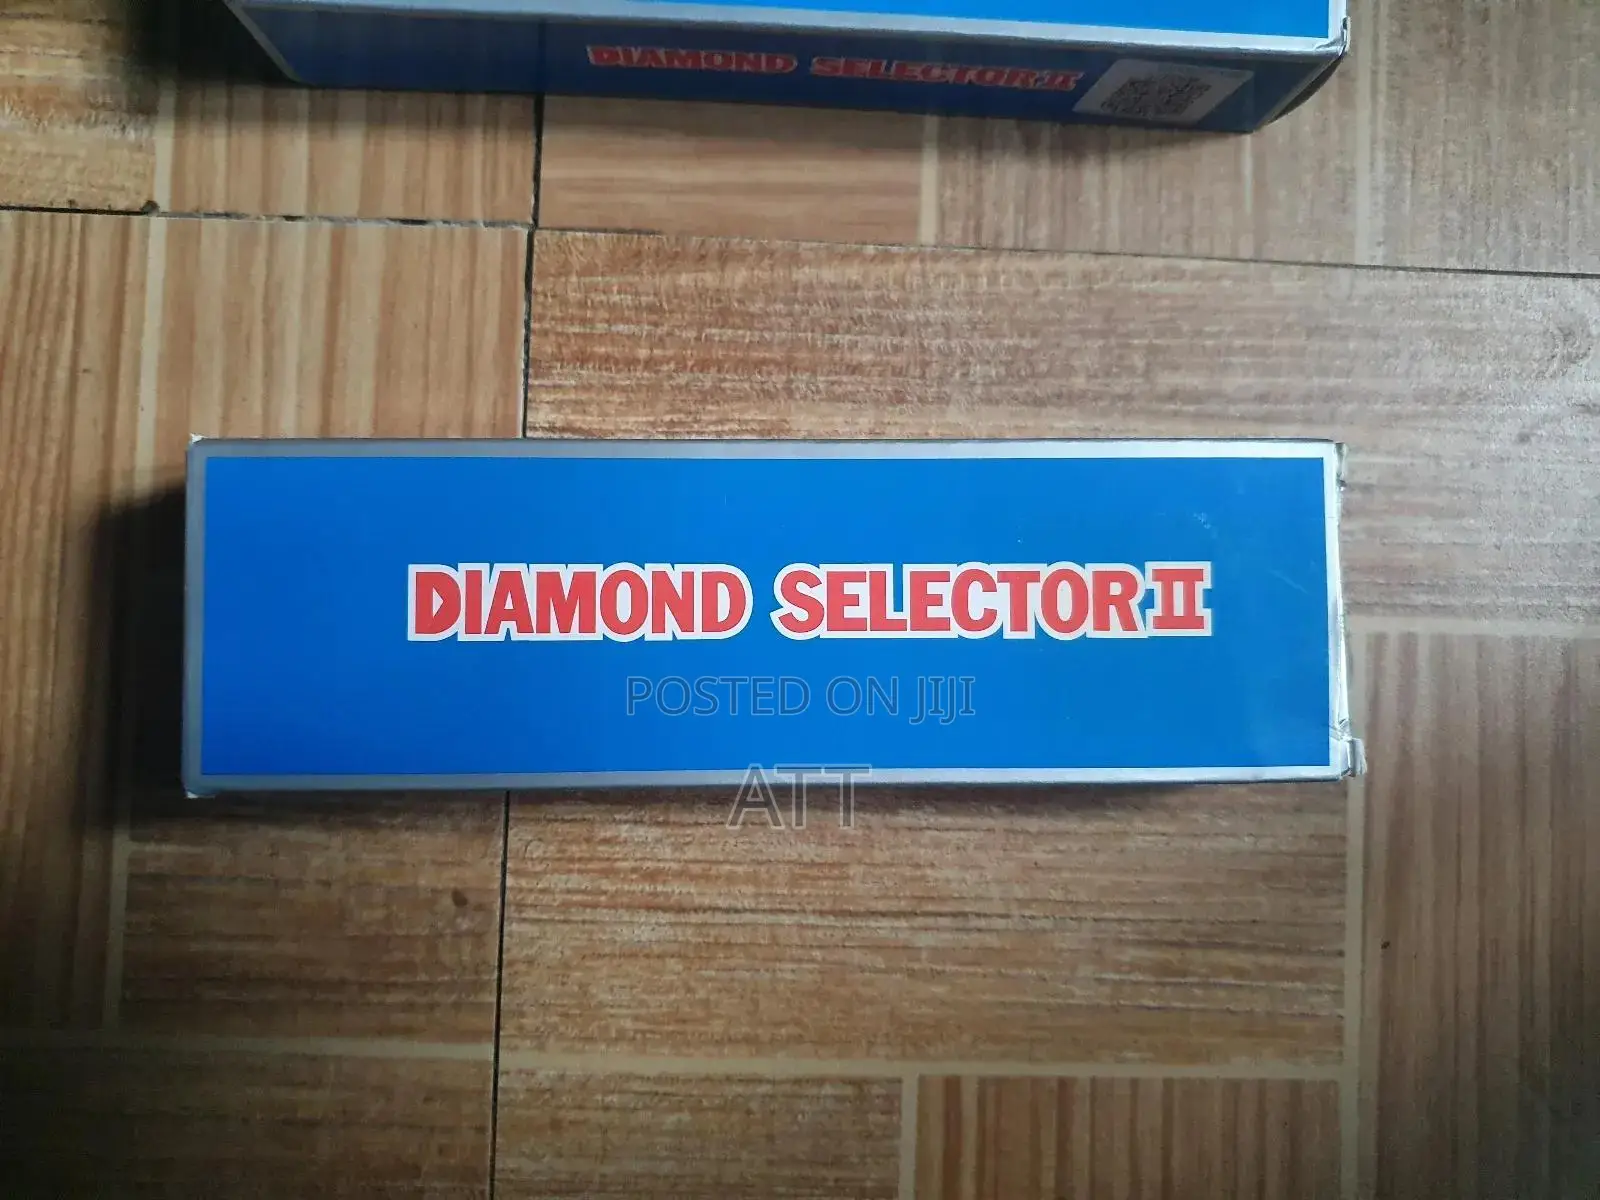 DIAMOND SELECTOR II
DIAMOND SELECTOR II
POSTED ON JIJI
ATT